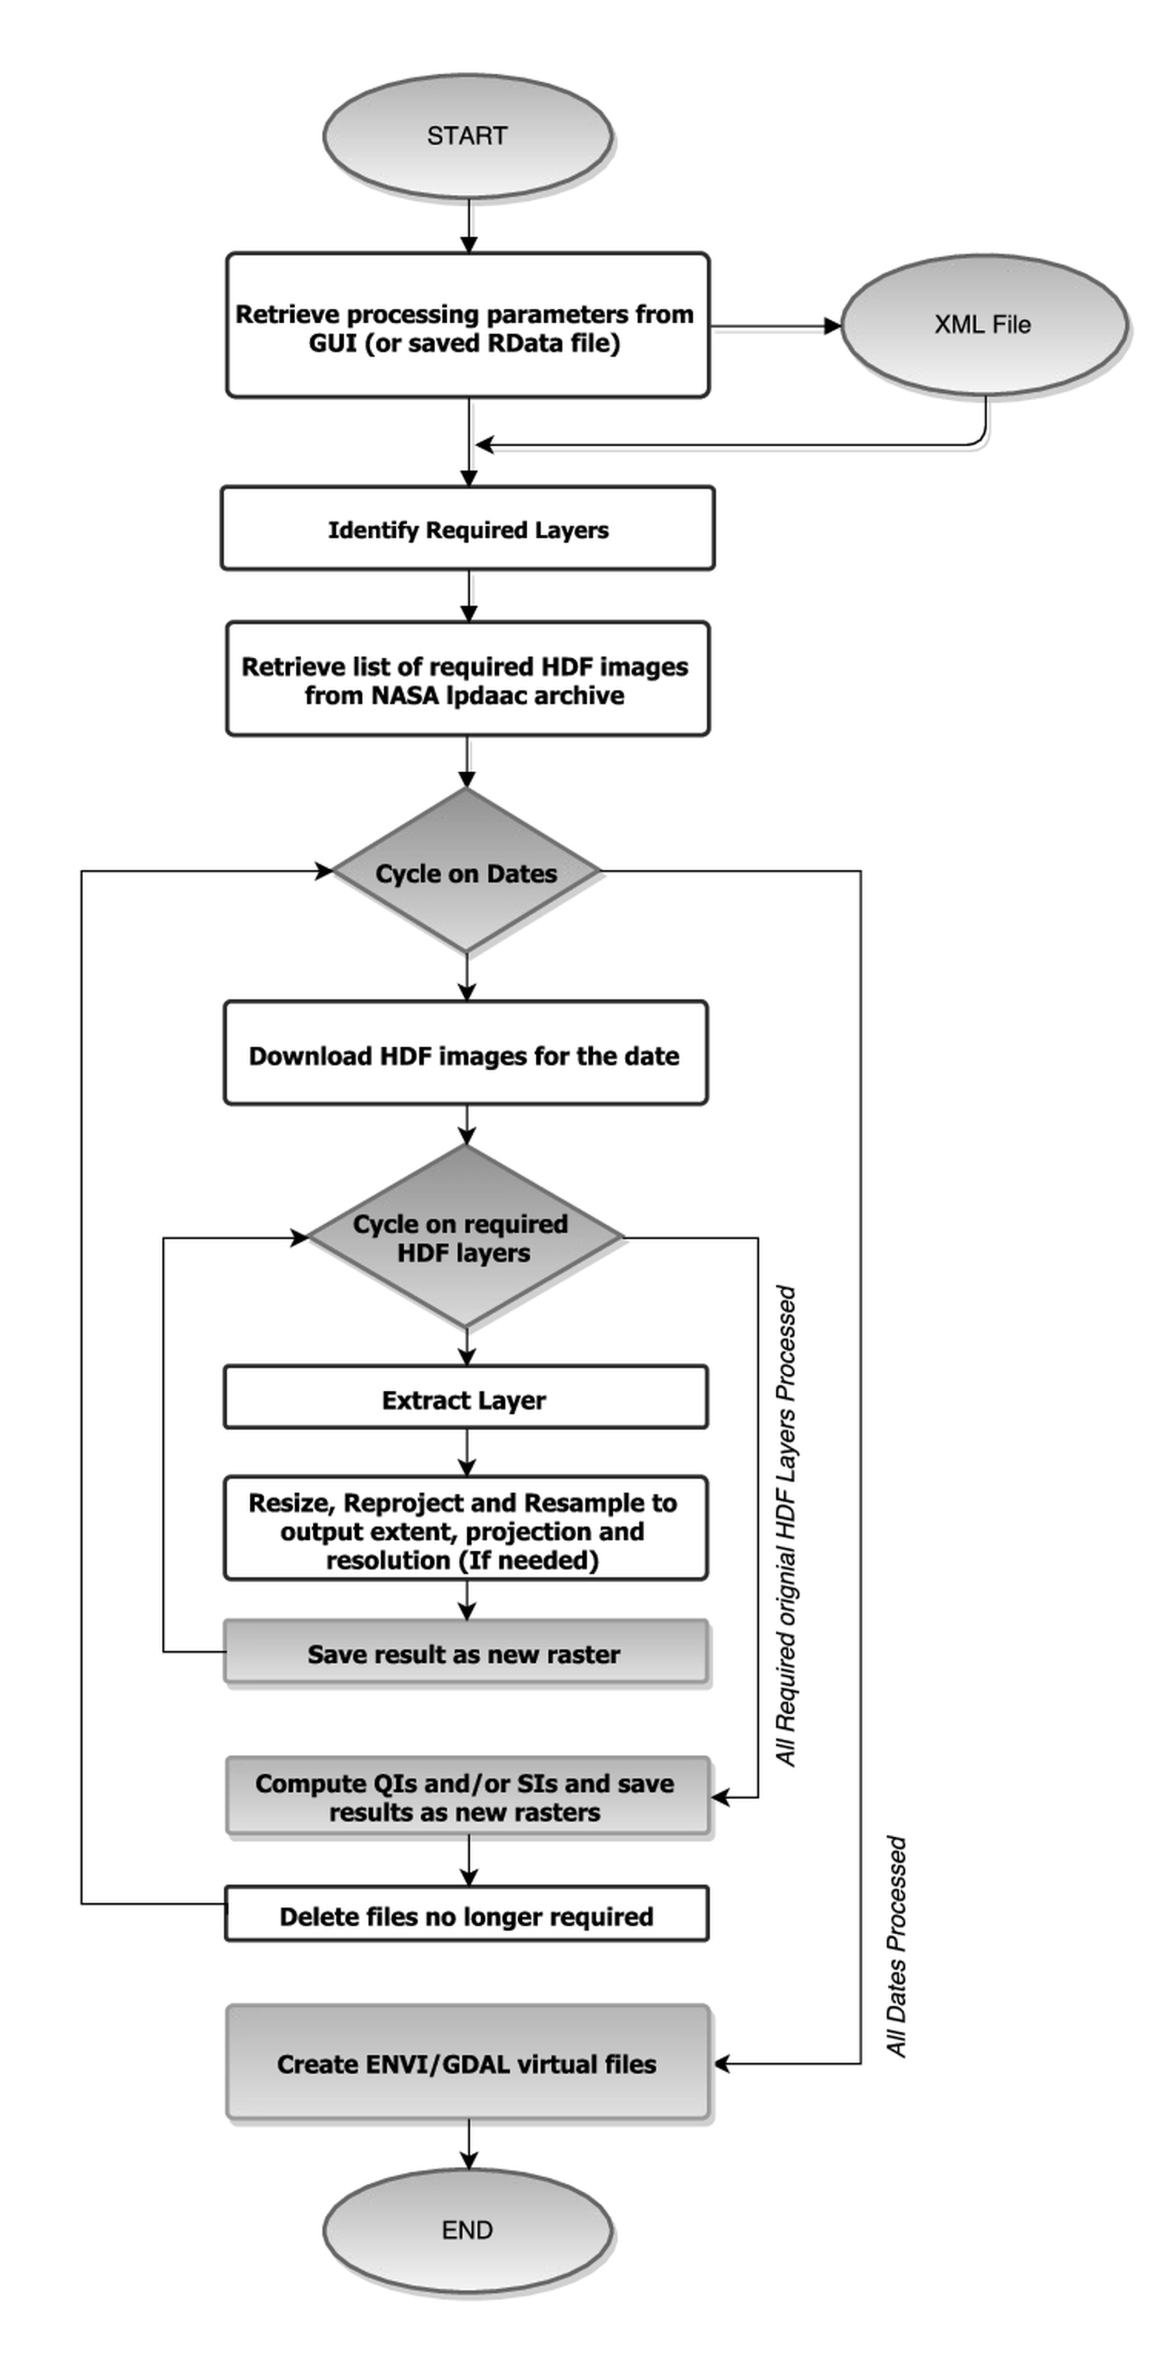 START
Retrieve processing parameters from
GUI (or saved RData file)
XML File
Identify Required Layers
Retrieve list of required HDF images
from NASA lpdaac archive
Cycle on Dates
Download HDF images for the date
Cycle on required
HDF layers
Extract Layer
Resize, Reproject and Resample to
output extent, projection and
resolution (If needed)
Save result as new raster
All Required orignial HDF Layers Processed
Compute QIs and/or SIs and save
results as new rasters
Delete files no longer required
All Dates Processed
Create ENVI/GDAL virtual files
END